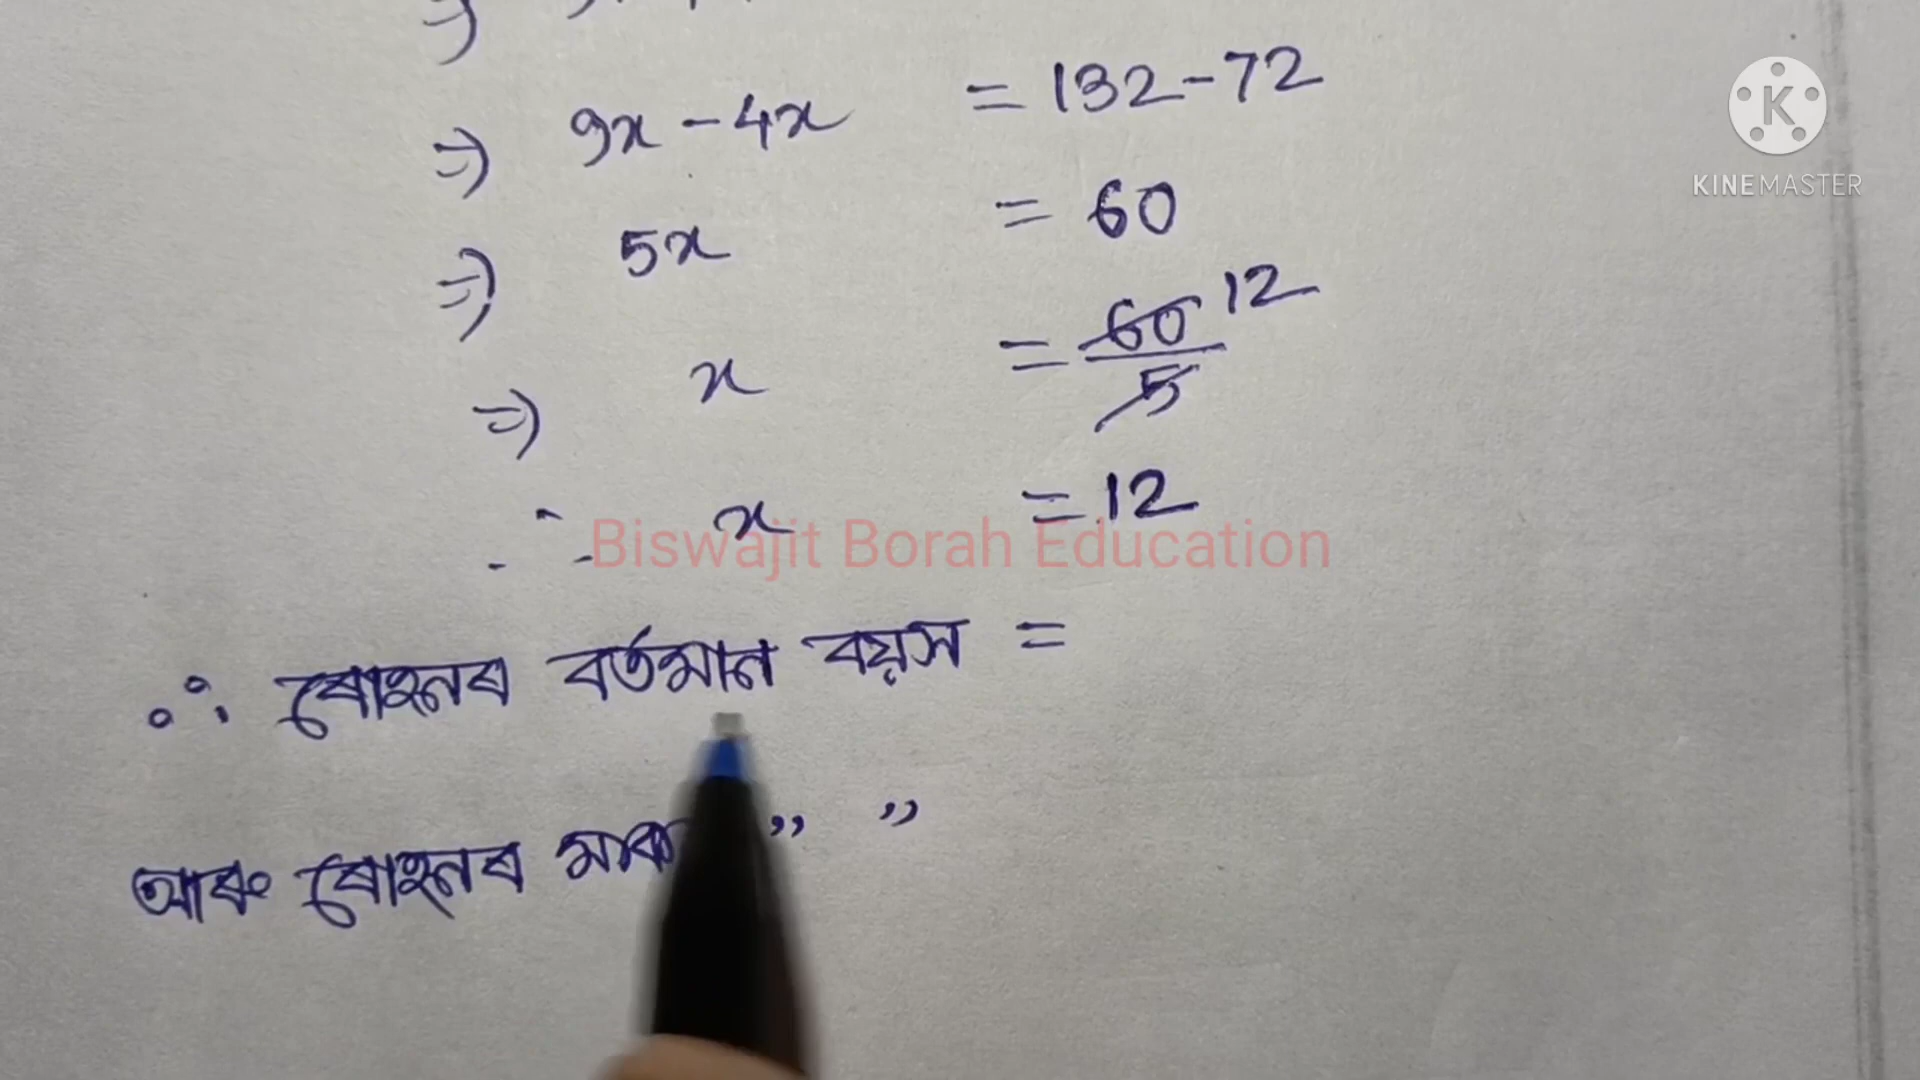 ⇒ 9x - 4x = 132 - 72
KINEMASTER
⇒ 5x = 60
⇒ x = 60/5 12
∴ x = 12
Biswajit Borah Education
∴ ৰোহনৰ বৰ্তমান বয়স =
আৰু ৰোহনৰ মাকৰ " "